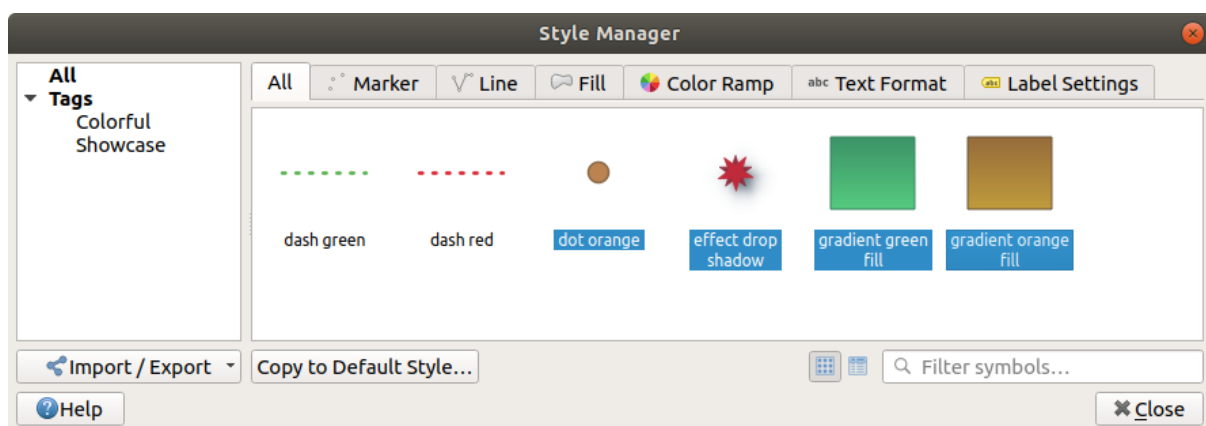 Style Manager
All
Tags
Colorful
Showcase
All
Marker
Line
Fill
Color Ramp
abc Text Format
abc Label Settings
dash green
dash red
dot orange
effect drop
shadow
gradient green
fill
gradient orange
fill
Import / Export
Copy to Default Style...
Filter symbols...
Help
Close